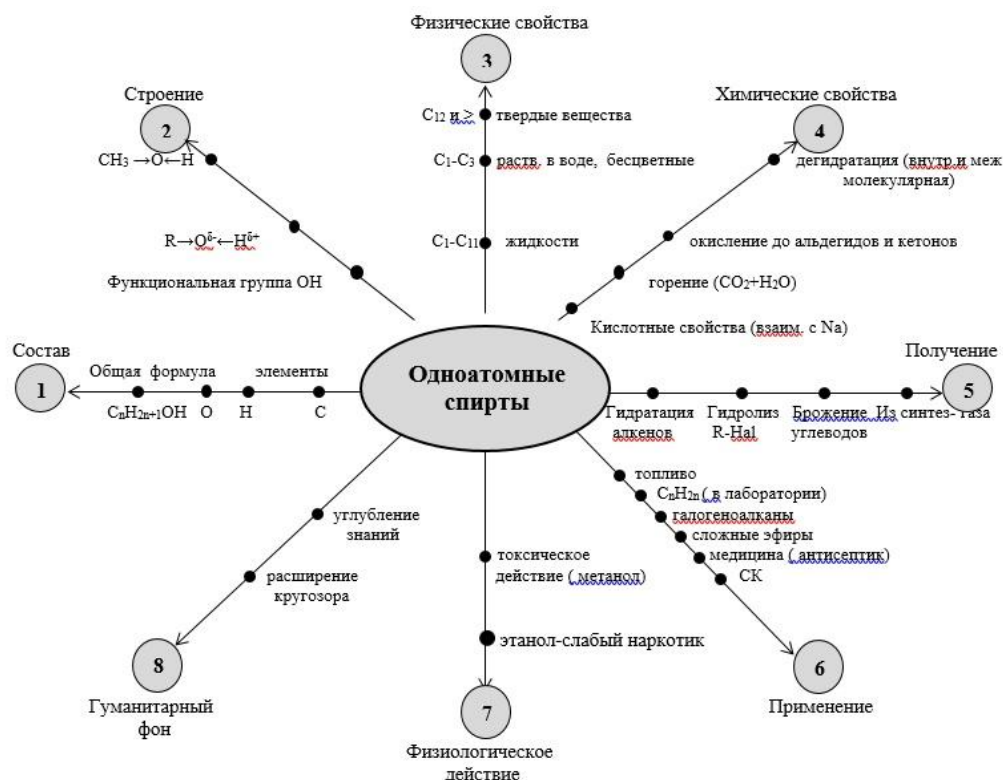 Физические свойства
3
C₁₂ и > твердые вещества
C₁-C₃ раств. в воде, бесцветные
C₁-C₁₁ жидкости
Строение
2
CH₃ →O←H
R→Oᵟ⁻←Hᵟ⁺
Функциональная группа OH
Химические свойства
4
дегидратация (внутр.и меж
молекулярная)
окисление до альдегидов и кетонов
горение (CO₂+H₂O)
Кислотные свойства (взаим. с Na)
Состав
1
Общая формула элементы
CₙH₂ₙ₊₁OH O H C
Одноатомные
спирты
Получение
5
Гидратация
алкенов
Гидролиз
R-Hal
Брожение
углеводов
Из синтез- газа
топливо
CₙH₂ₙ ( в лаборатории)
галогеноалканы
сложные эфиры
медицина ( антисептик)
СК
6
Применение
токсическое
действие ( метанол)
этанол-слабый наркотик
7
Физиологическое
действие
углубление
знаний
расширение
кругозора
8
Гуманитарный
фон